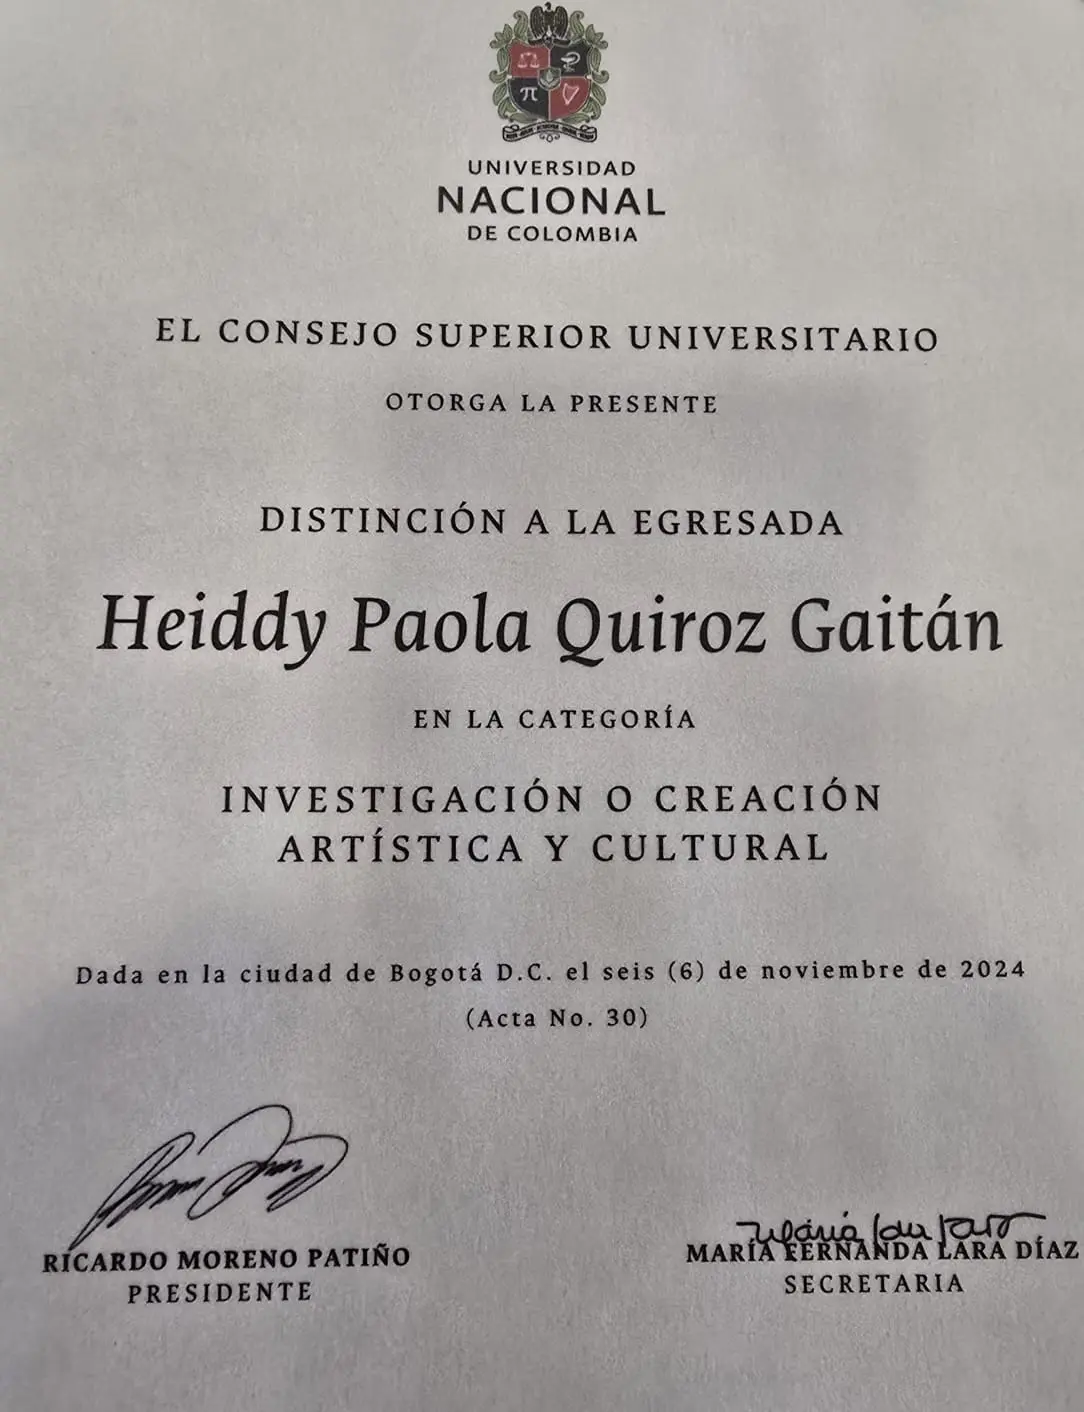 UNIVERSIDAD
NACIONAL
DE COLOMBIA
EL CONSEJO SUPERIOR UNIVERSITARIO
OTORGA LA PRESENTE
DISTINCIÓN A LA EGRESADA
Heiddy Paola Quiroz Gaitán
EN LA CATEGORÍA
INVESTIGACIÓN O CREACIÓN
ARTÍSTICA Y CULTURAL
Dada en la ciudad de Bogotá D.C. el seis (6) de noviembre de 2024
(Acta No. 30)
RICARDO MORENO PATIÑO
PRESIDENTE
MARÍA FERNANDA LARA DÍAZ
SECRETARIA